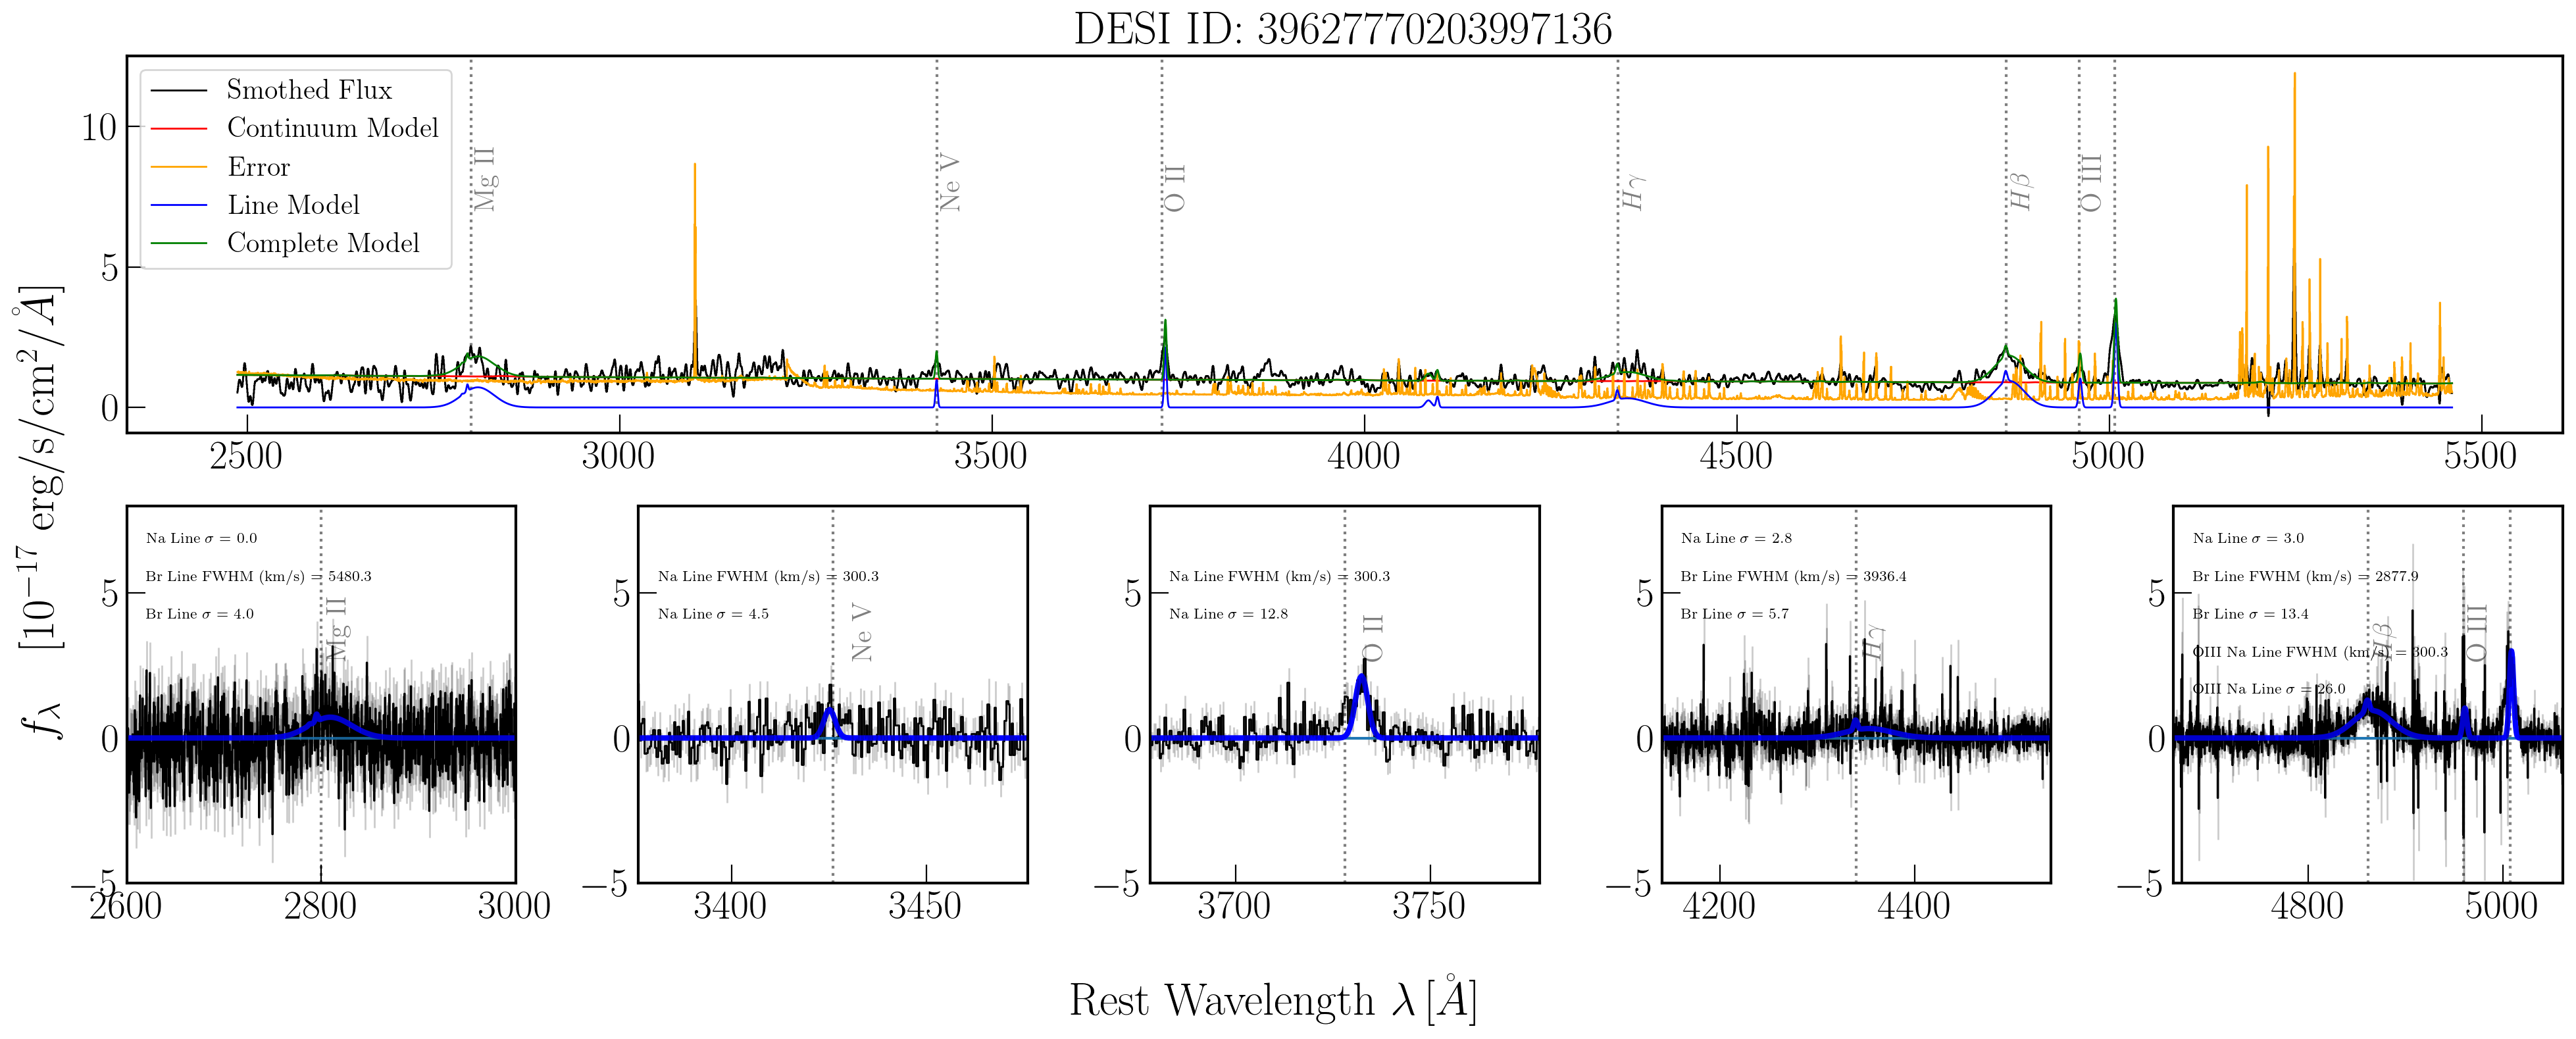 DESI ID: 39627770203997136
Smothed Flux
Continuum Model
Error
Line Model
Complete Model
Mg II
Ne V
O II
Hγ
Hβ
O III
10
5
0
2500 3000 3500 4000 4500 5000 5500
f_λ [10⁻¹⁷ erg/s/cm²/Å]
Na Line σ = 0.0
Br Line FWHM (km/s) = 5480.3
Br Line σ = 4.0
Mg II
5
0
−5
2600 2800 3000
Na Line FWHM (km/s) = 300.3
Na Line σ = 4.5
Ne V
5
0
−5
3400 3450
Na Line FWHM (km/s) = 300.3
Na Line σ = 12.8
O II
5
0
−5
3700 3750
Na Line σ = 2.8
Br Line FWHM (km/s) = 3936.4
Br Line σ = 5.7
Hγ
5
0
−5
4200 4400
Na Line σ = 3.0
Br Line FWHM (km/s) = 2877.9
Br Line σ = 13.4
OIII Na Line FWHM (km/s) = 300.3
OIII Na Line σ = 26.0
Hβ
O III
5
0
−5
4800 5000
Rest Wavelength λ [Å]